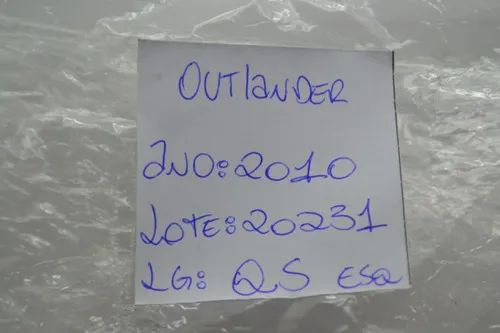 OUTLANDER
ANO: 2010
LOTE: 20231
LG: QS ESQ